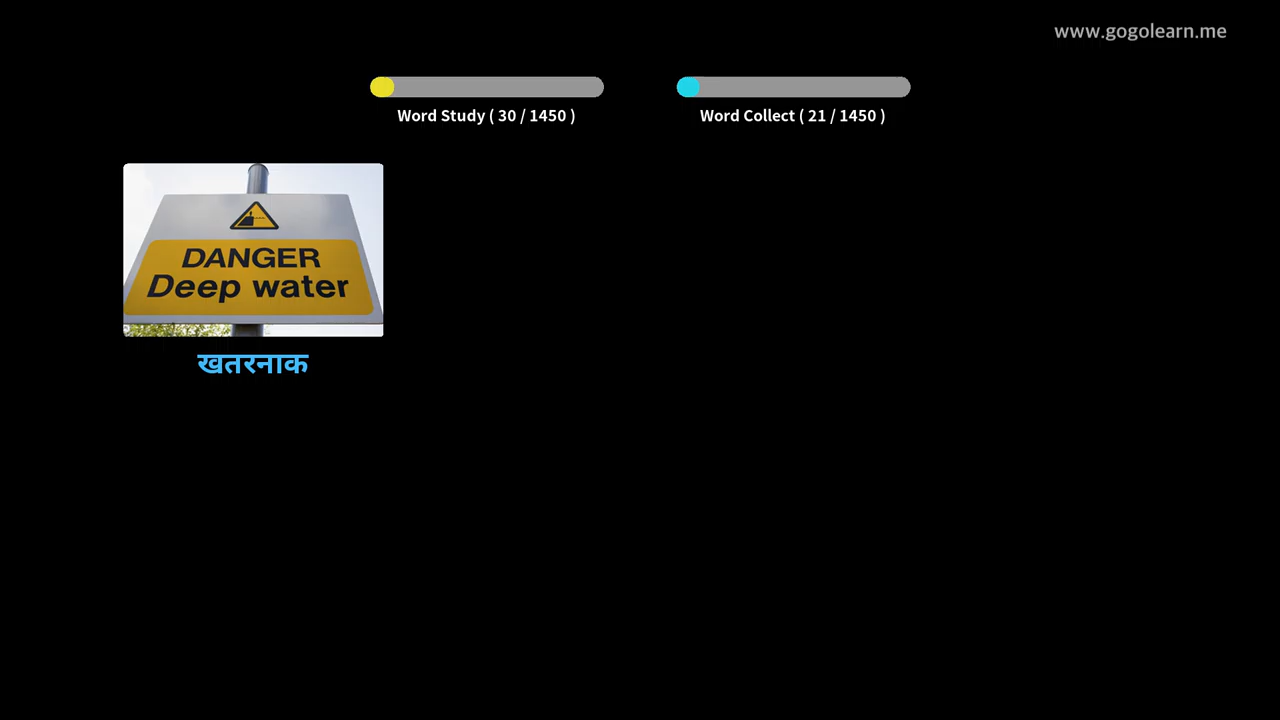 www.gogolearn.me
Word Study ( 30 / 1450 )
Word Collect ( 21 / 1450 )
DANGER
Deep water
खतरनाक